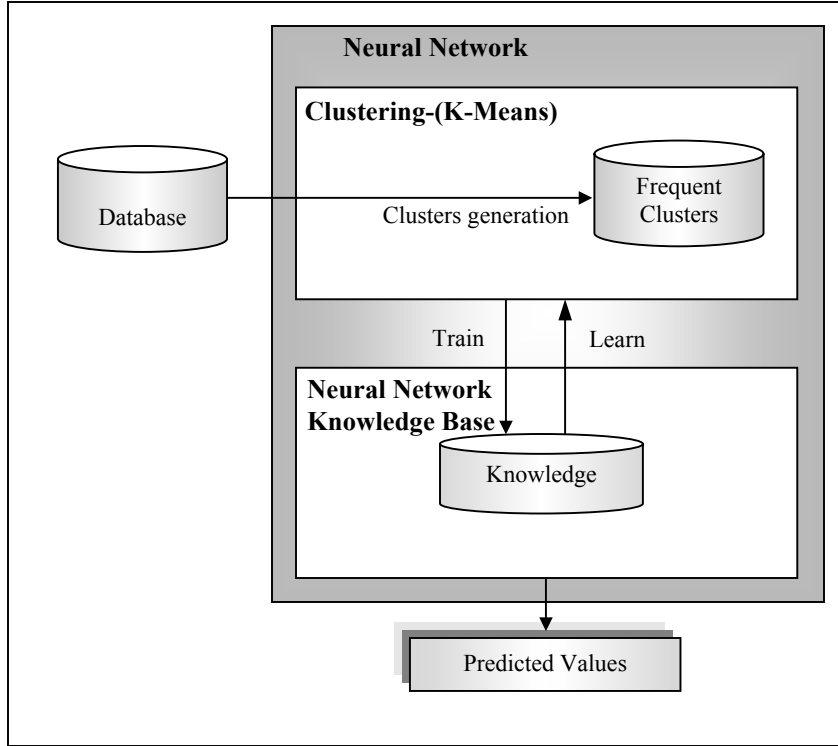 Neural Network
Clustering-(K-Means)
Database
Clusters generation
Frequent
Clusters
Train
Learn
Neural Network
Knowledge Base
Knowledge
Predicted Values